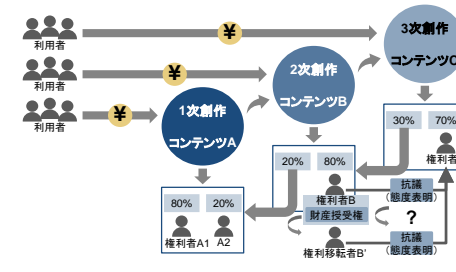 利用者
¥
3次創作
コンテンツC
利用者
¥
2次創作
コンテンツB
利用者
¥
1次創作
コンテンツA
30%
70%
権利者
20%
80%
権利者B
財産授受権
抗議
(態度表明)
?
80%
20%
権利者A1
A2
権利移転者B'
抗議
(態度表明)